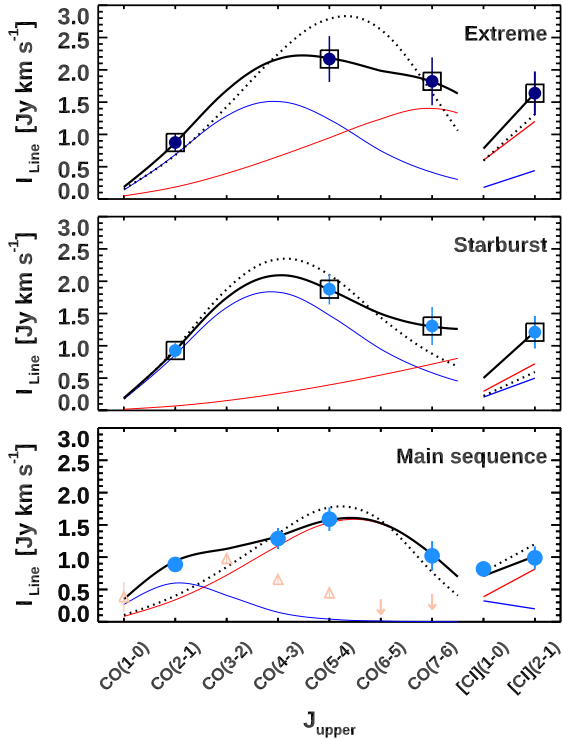 3.0
2.5
2.0
1.5
1.0
0.5
0.0
I Line [Jy km s-1]
Extreme
3.0
2.5
2.0
1.5
1.0
0.5
0.0
I Line [Jy km s-1]
Starburst
3.0
2.5
2.0
1.5
1.0
0.5
0.0
I Line [Jy km s-1]
Main sequence
CO(1-0)
CO(2-1)
CO(3-2)
CO(4-3)
CO(5-4)
CO(6-5)
CO(7-6)
[CI](1-0)
[CI](2-1)
Jupper